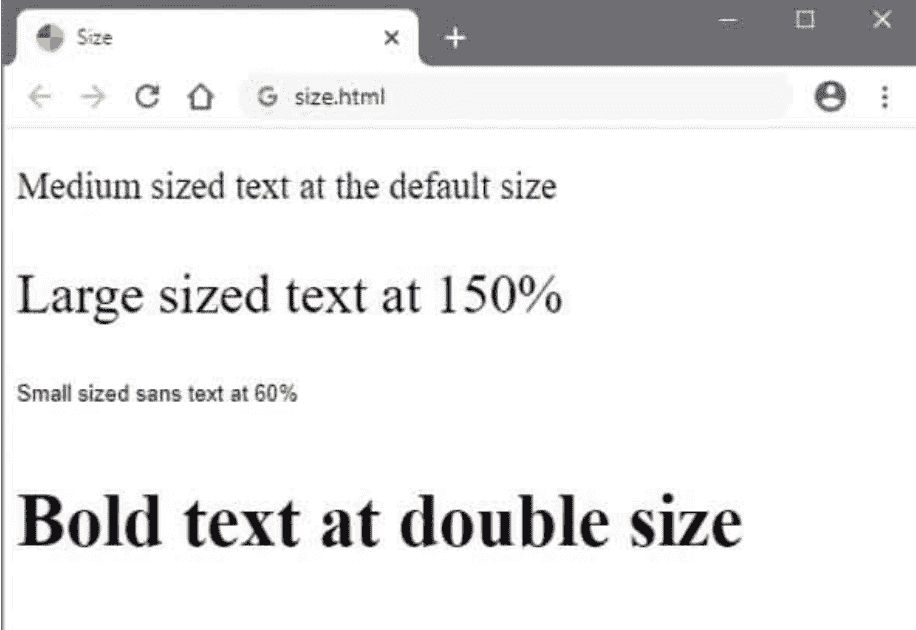 Size
size.html
Medium sized text at the default size
Large sized text at 150%
Small sized sans text at 60%
Bold text at double size